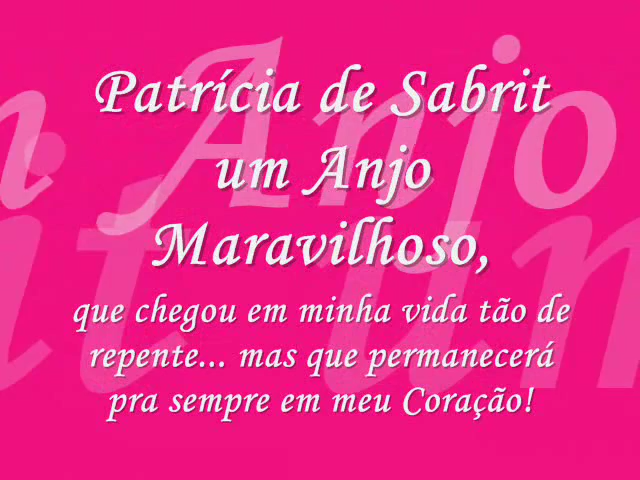 Patrícia de Sabrit
um Anjo
Maravilhoso,
que chegou em minha vida tão de
repente... mas que permanecerá
pra sempre em meu Coração!